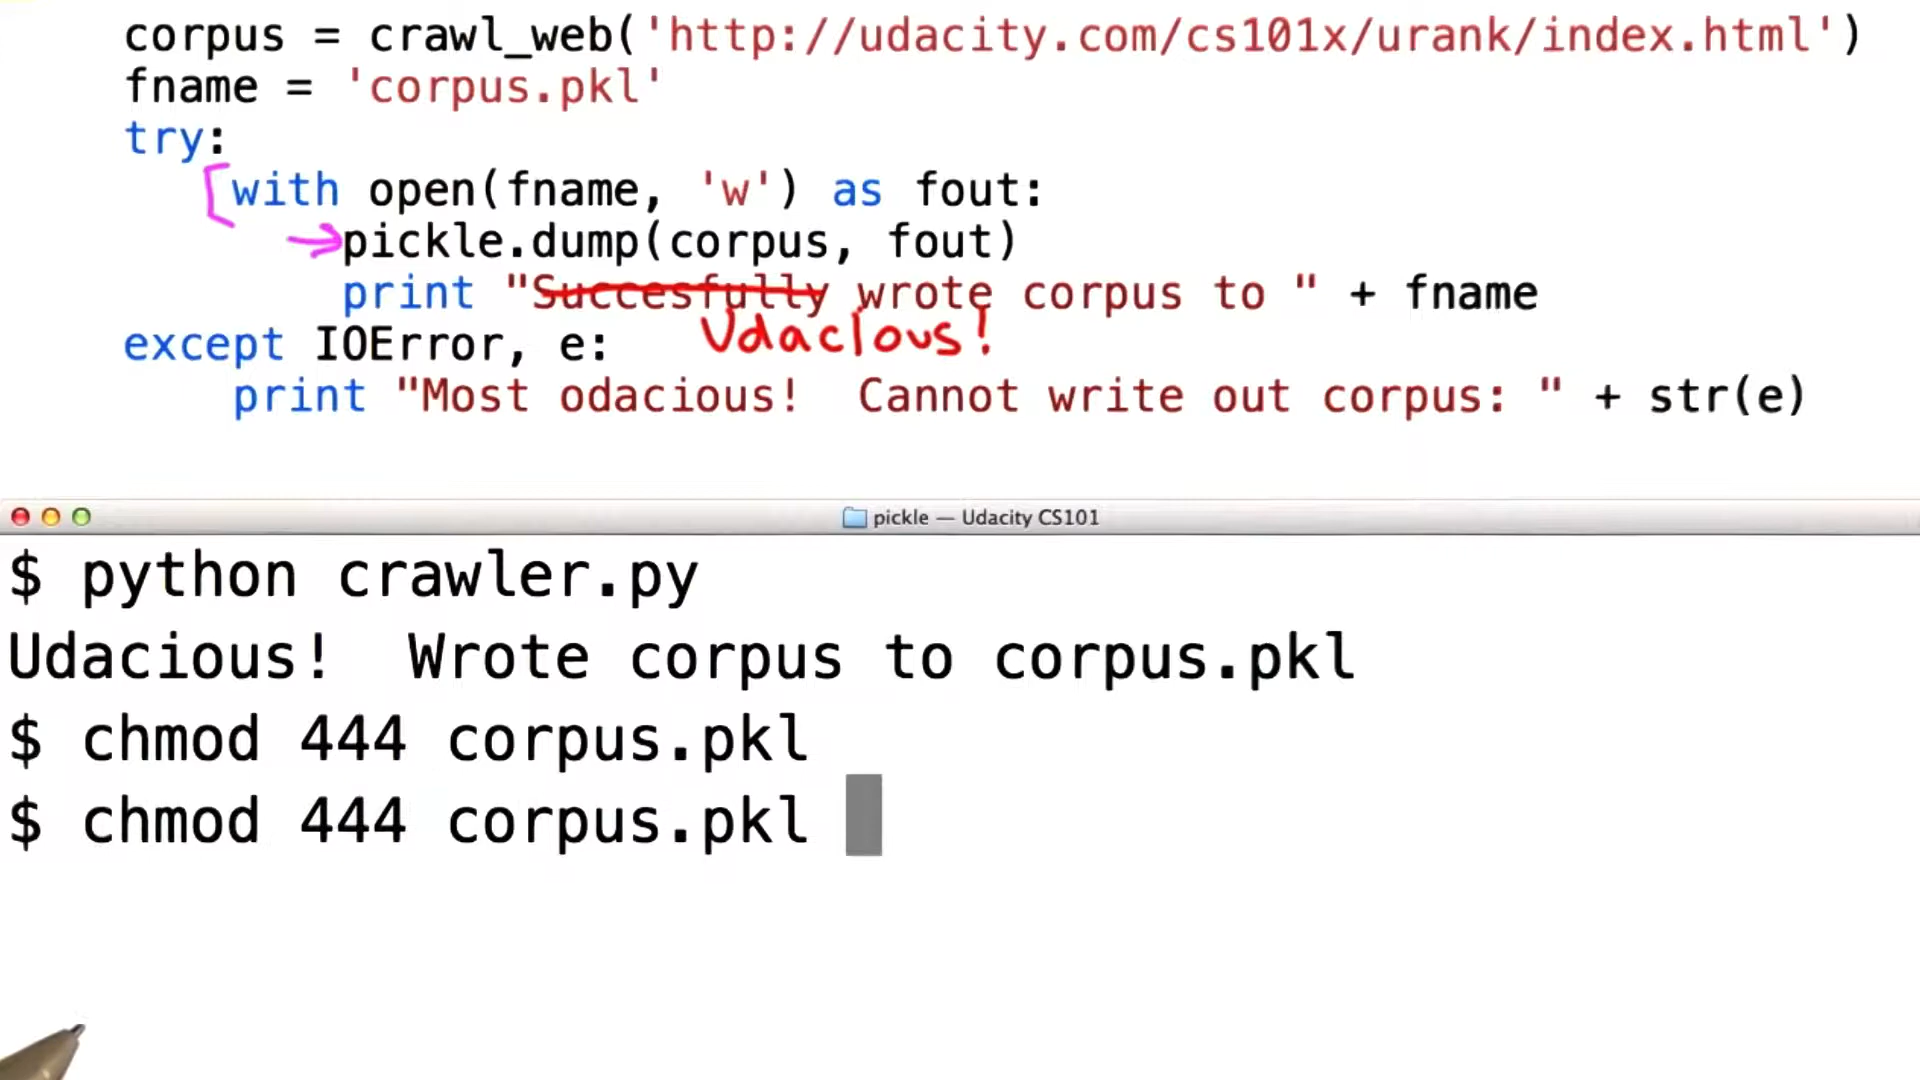 corpus = crawl_web('http://udacity.com/cs101x/urank/index.html')
fname = 'corpus.pkl'
try:
with open(fname, 'w') as fout:
pickle.dump(corpus, fout)
print "Succesfully wrote corpus to " + fname
Udacious!
except IOError, e:
print "Most odacious!  Cannot write out corpus: " + str(e)
pickle — Udacity CS101
$ python crawler.py
Udacious!  Wrote corpus to corpus.pkl
$ chmod 444 corpus.pkl
$ chmod 444 corpus.pkl